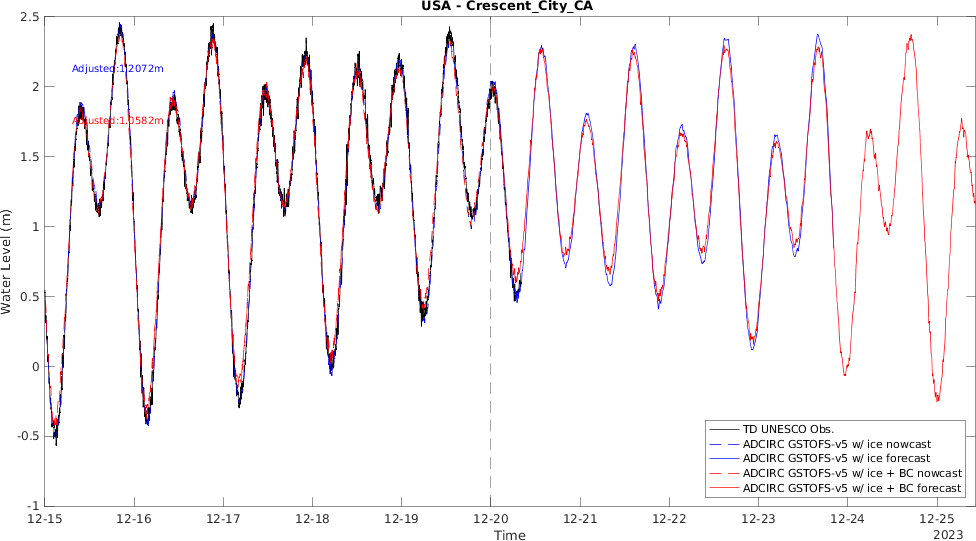 USA - Crescent_City_CA
2.5
2
1.5
1
0.5
0
-0.5
-1
Water Level (m)
Adjusted:1.2072m
Adjusted:1.0582m
TD UNESCO Obs.
ADCIRC GSTOFS-v5 w/ ice nowcast
ADCIRC GSTOFS-v5 w/ ice forecast
ADCIRC GSTOFS-v5 w/ ice + BC nowcast
ADCIRC GSTOFS-v5 w/ ice + BC forecast
12-15 12-16 12-17 12-18 12-19 12-20 12-21 12-22 12-23 12-24 12-25
Time
2023